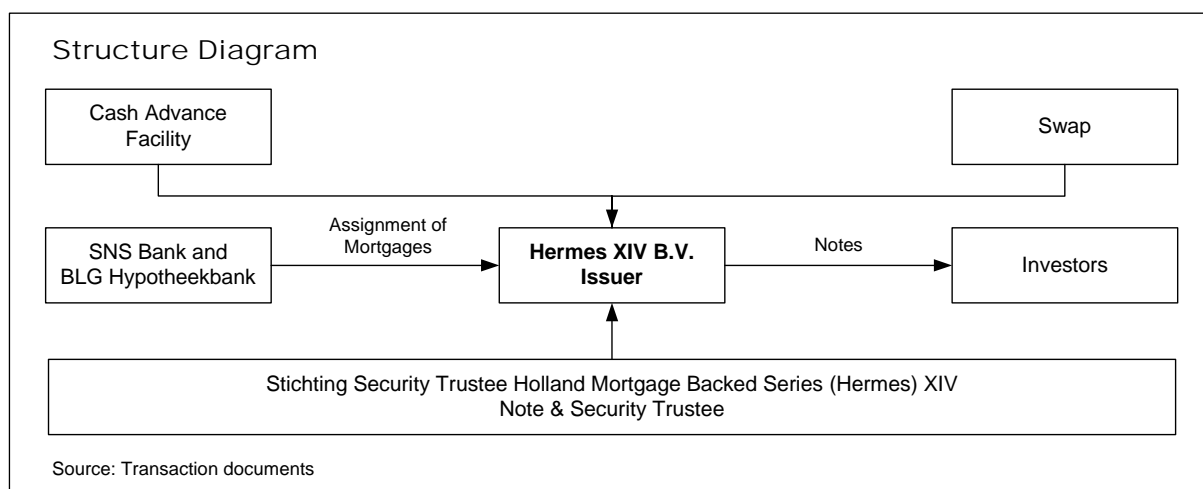 Structure Diagram
Cash Advance
Facility
Swap
SNS Bank and
BLG Hypotheekbank
Assignment of
Mortgages
Hermes XIV B.V.
Issuer
Notes
Investors
Stichting Security Trustee Holland Mortgage Backed Series (Hermes) XIV
Note & Security Trustee
Source: Transaction documents